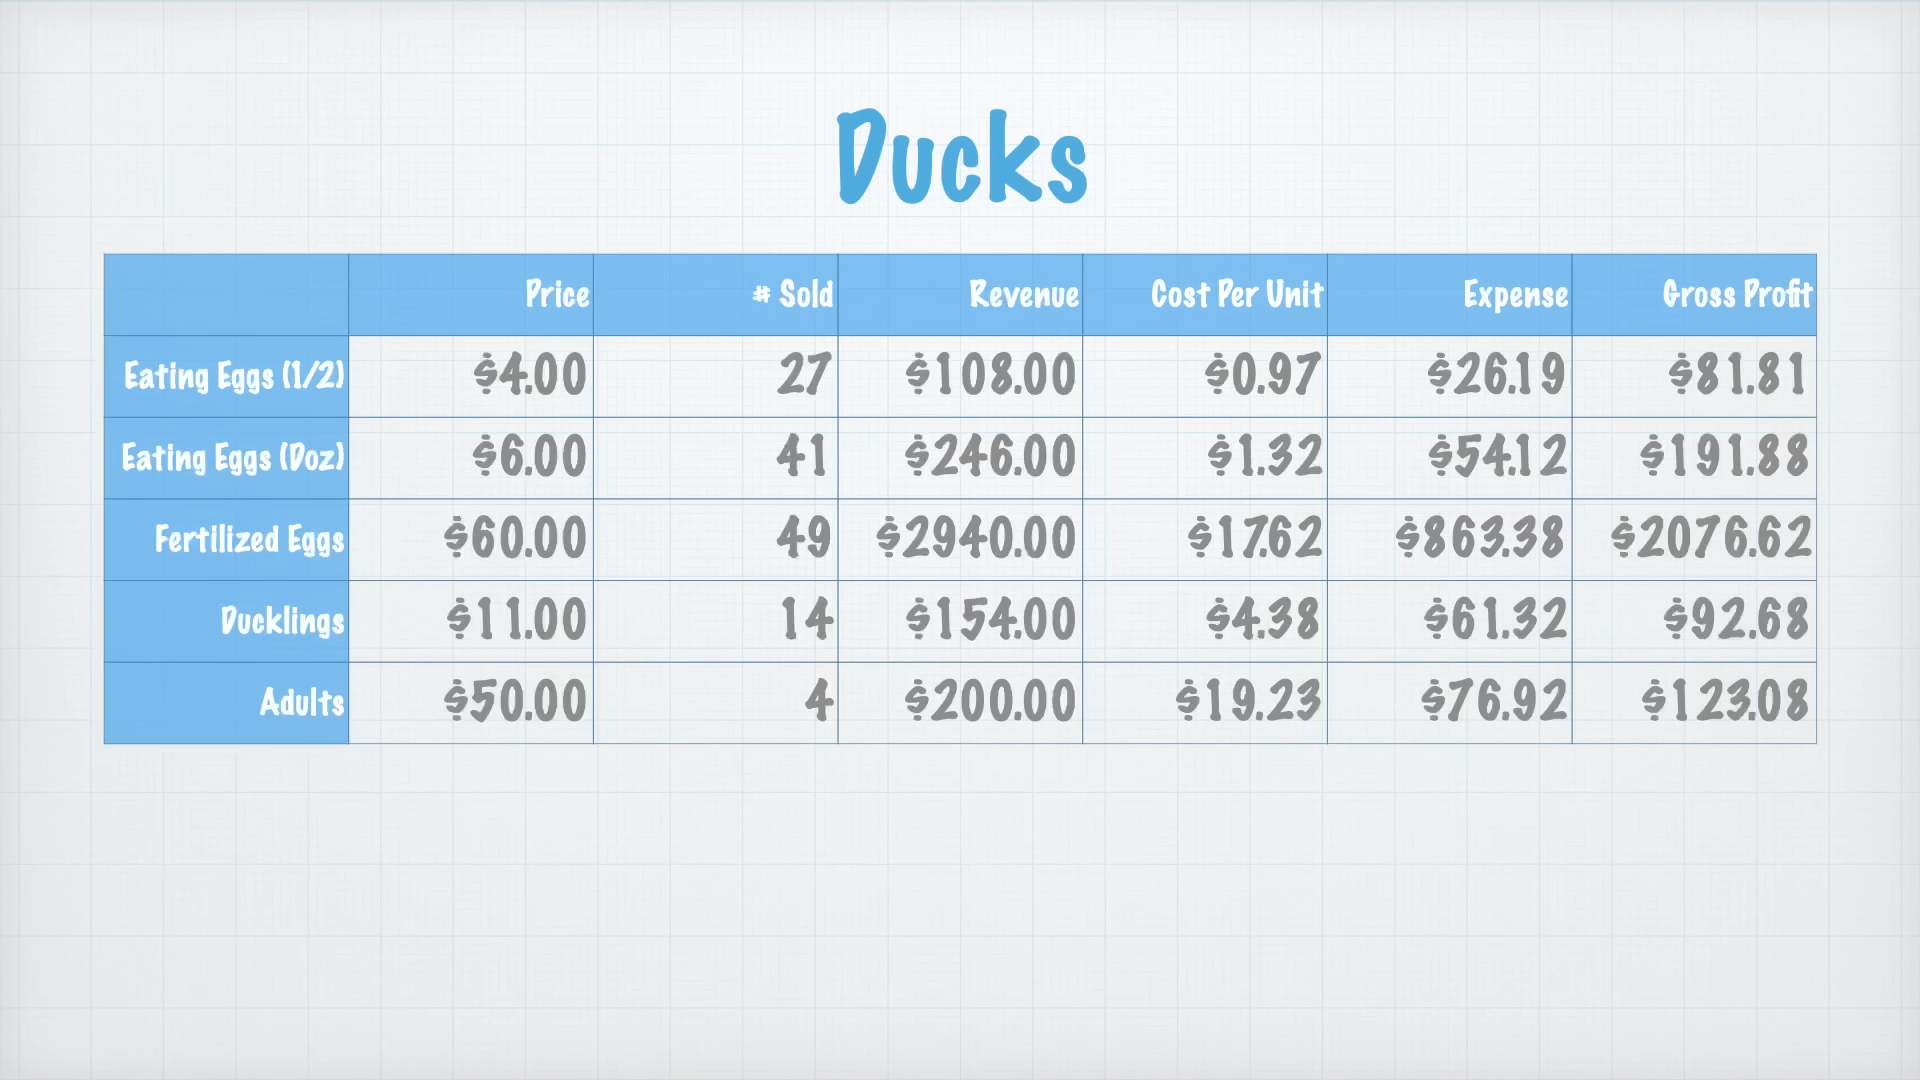 Ducks
Price # Sold Revenue Cost Per Unit Expense Gross Profit
Eating Eggs (1/2) $4.00 27 $108.00 $0.97 $26.19 $81.81
Eating Eggs (Doz) $6.00 41 $246.00 $1.32 $54.12 $191.88
Fertilized Eggs $60.00 49 $2940.00 $17.62 $863.38 $2076.62
Ducklings $11.00 14 $154.00 $4.38 $61.32 $92.68
Adults $50.00 4 $200.00 $19.23 $76.92 $123.08